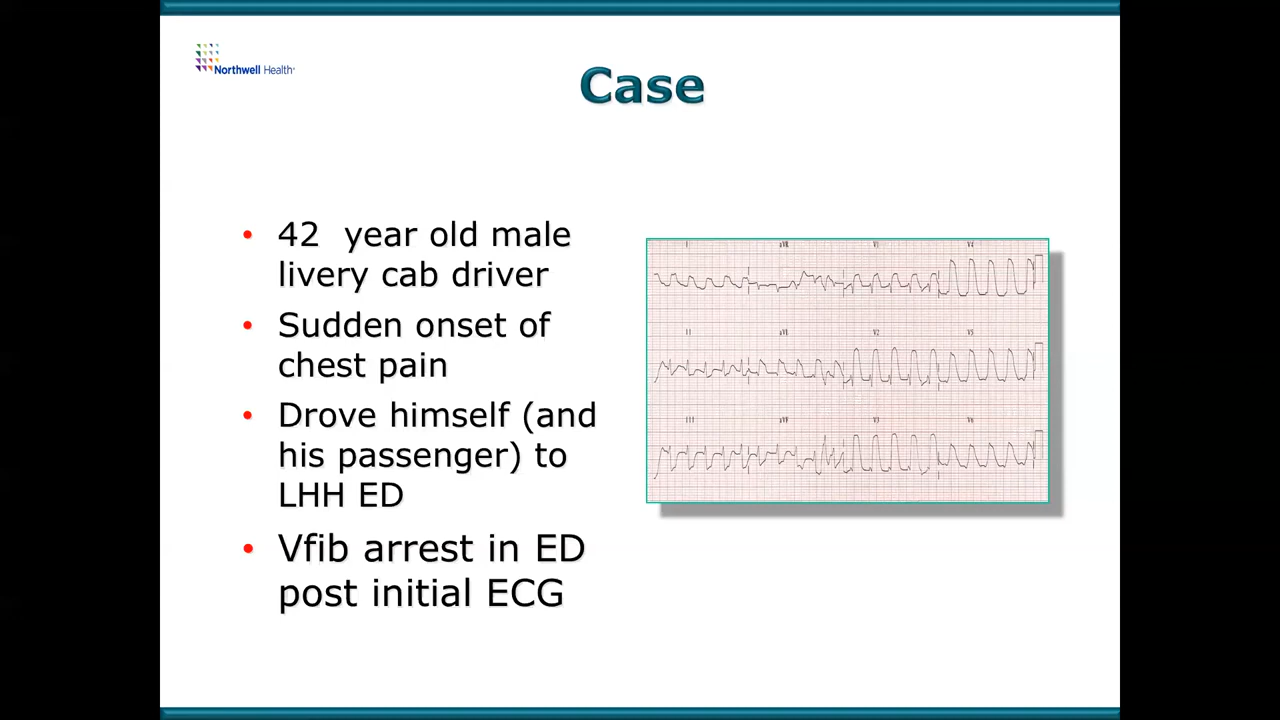 Northwell Health
Case
• 42 year old male
livery cab driver
• Sudden onset of
chest pain
• Drove himself (and
his passenger) to
LHH ED
• Vfib arrest in ED
post initial ECG
I aVR V1 V4
II V2 V5
III aVF V3 V6